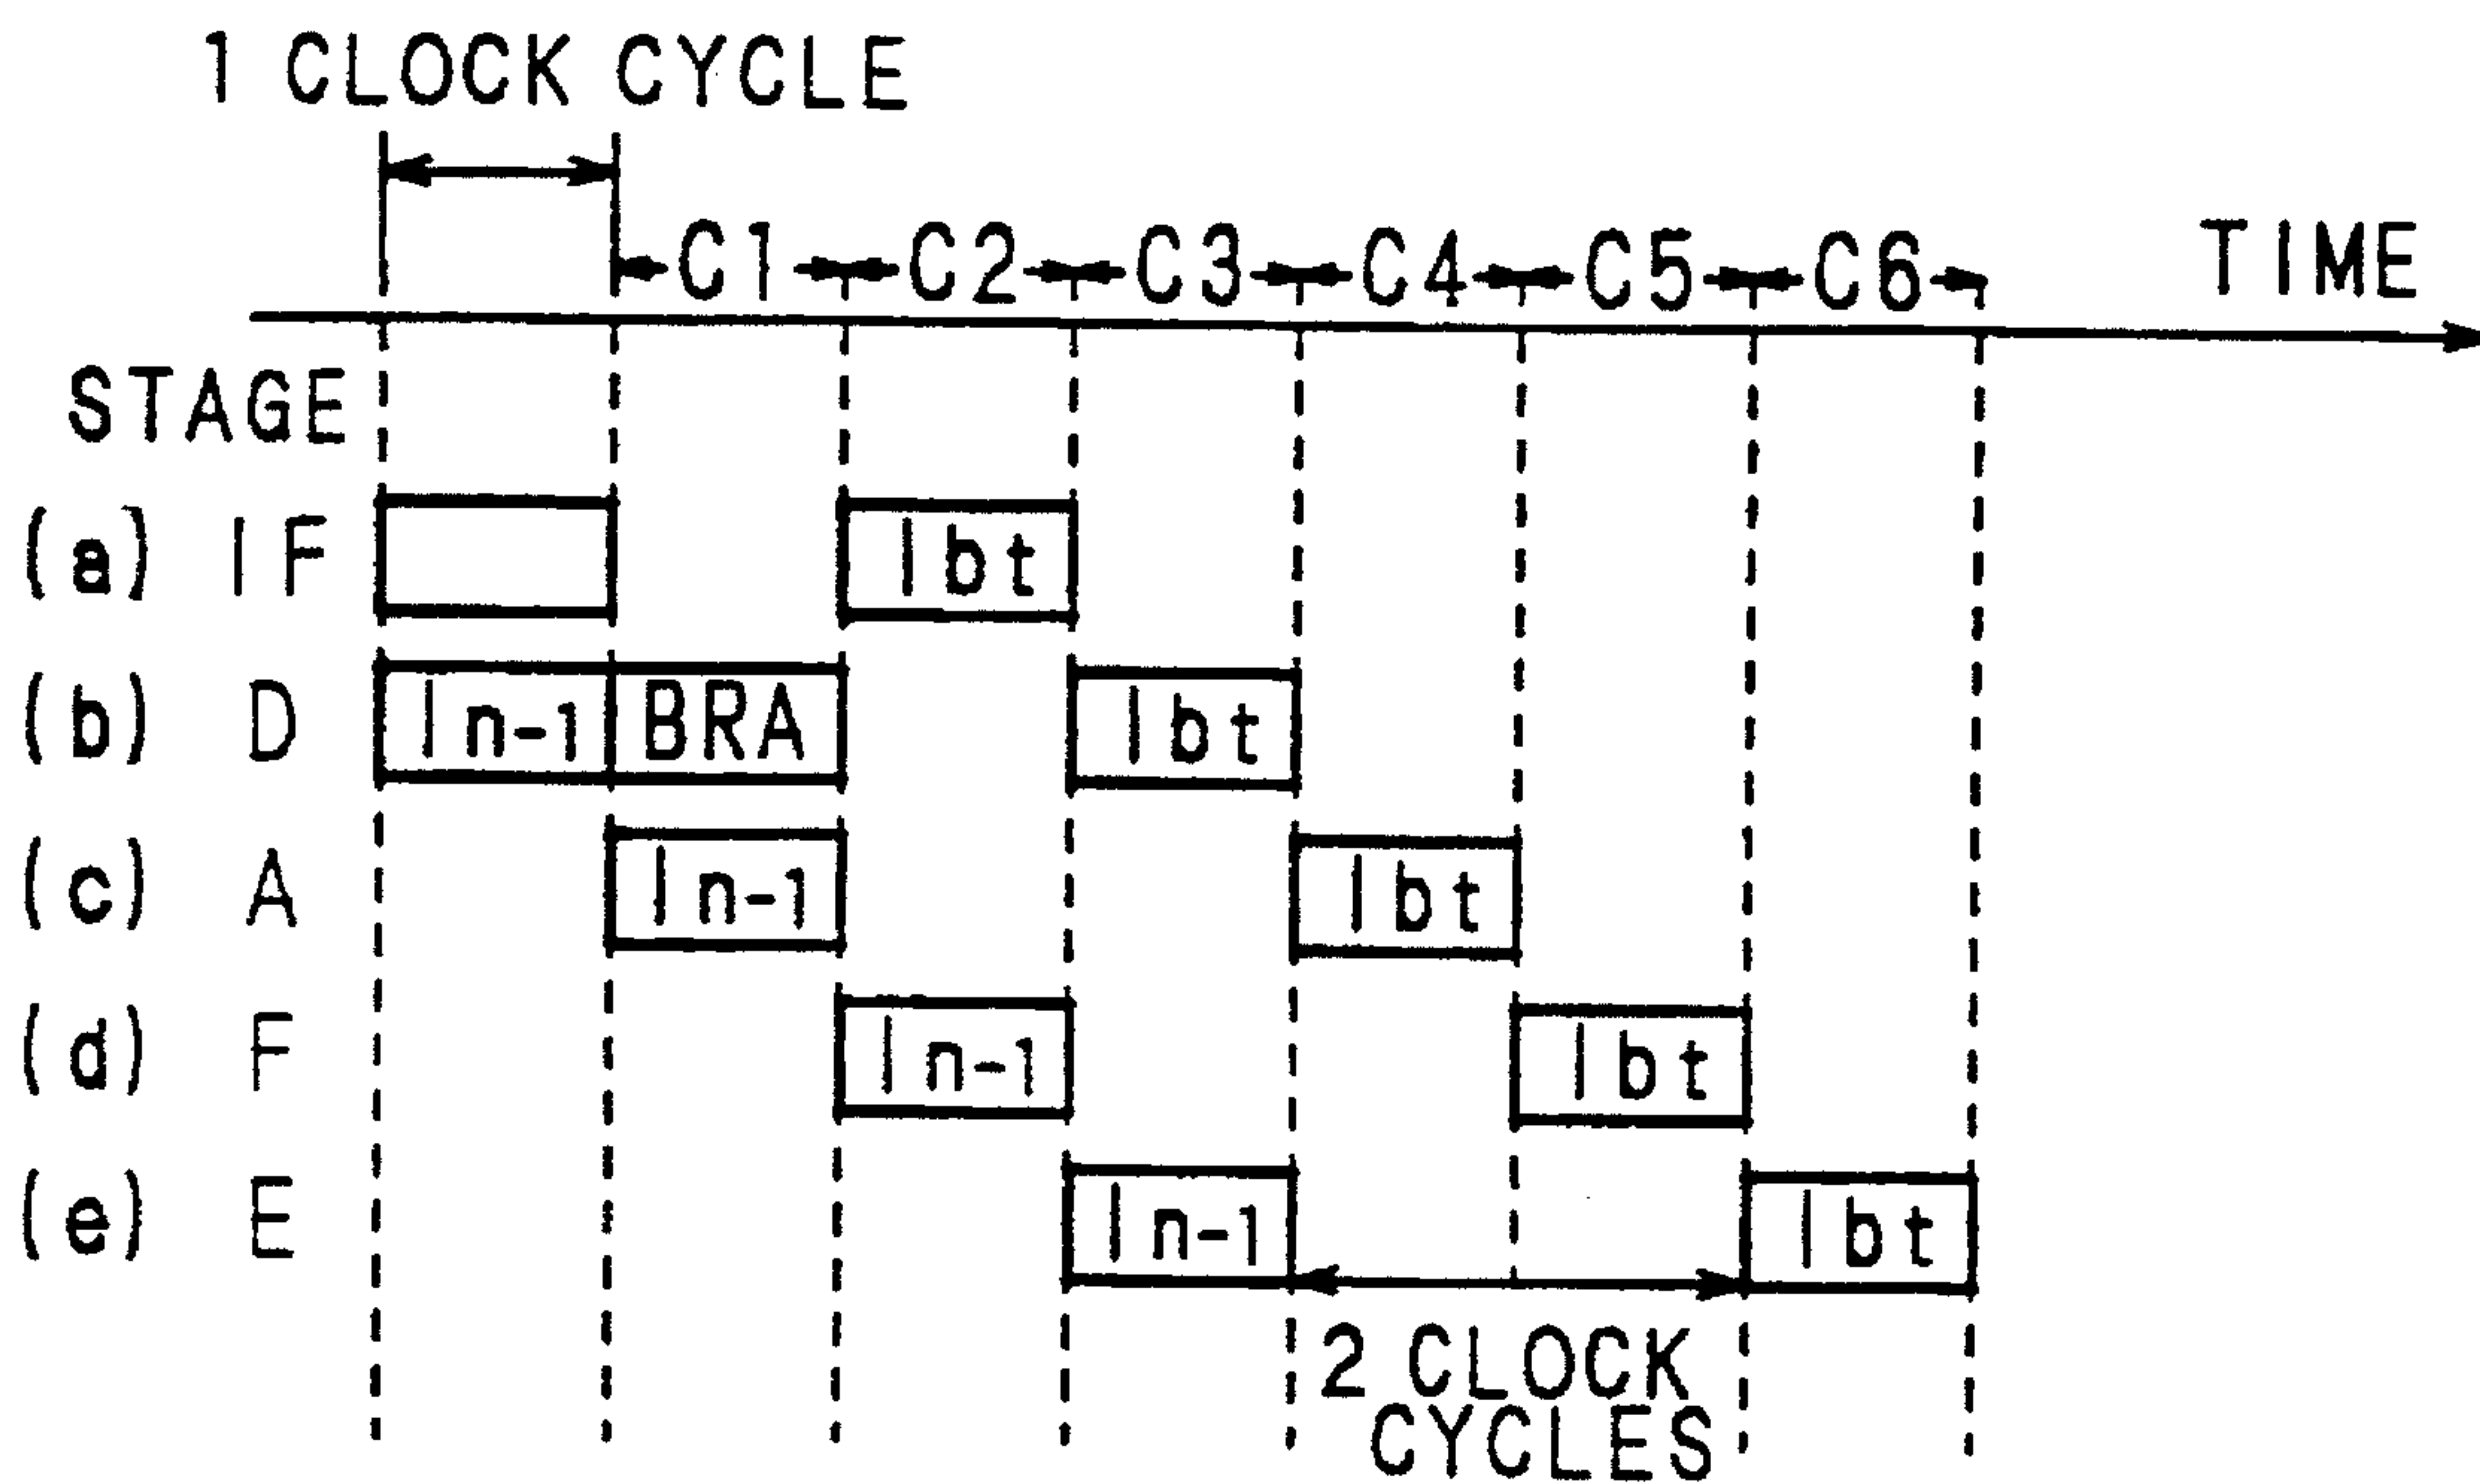 1 CLOCK CYCLE
C1 C2 C3 C4 C5 C6 TIME
STAGE
(a) IF Ibt
(b) D In-1 BRA Ibt
(c) A In-1 Ibt
(d) F In-1 Ibt
(e) E In-1 Ibt
2 CLOCK
CYCLES